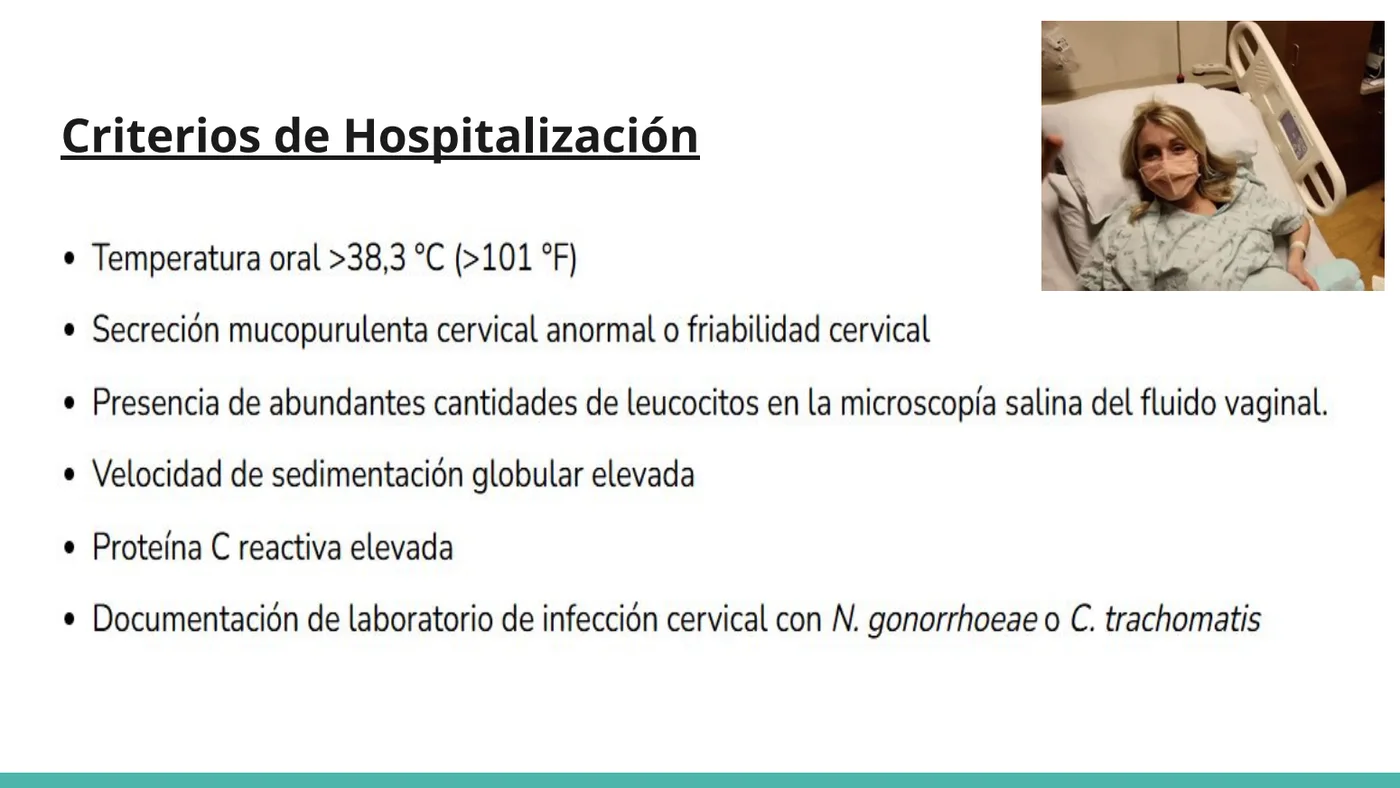 Criterios de Hospitalización
• Temperatura oral >38,3 °C (>101 °F)
• Secreción mucopurulenta cervical anormal o friabilidad cervical
• Presencia de abundantes cantidades de leucocitos en la microscopía salina del fluido vaginal.
• Velocidad de sedimentación globular elevada
• Proteína C reactiva elevada
• Documentación de laboratorio de infección cervical con N. gonorrhoeae o C. trachomatis